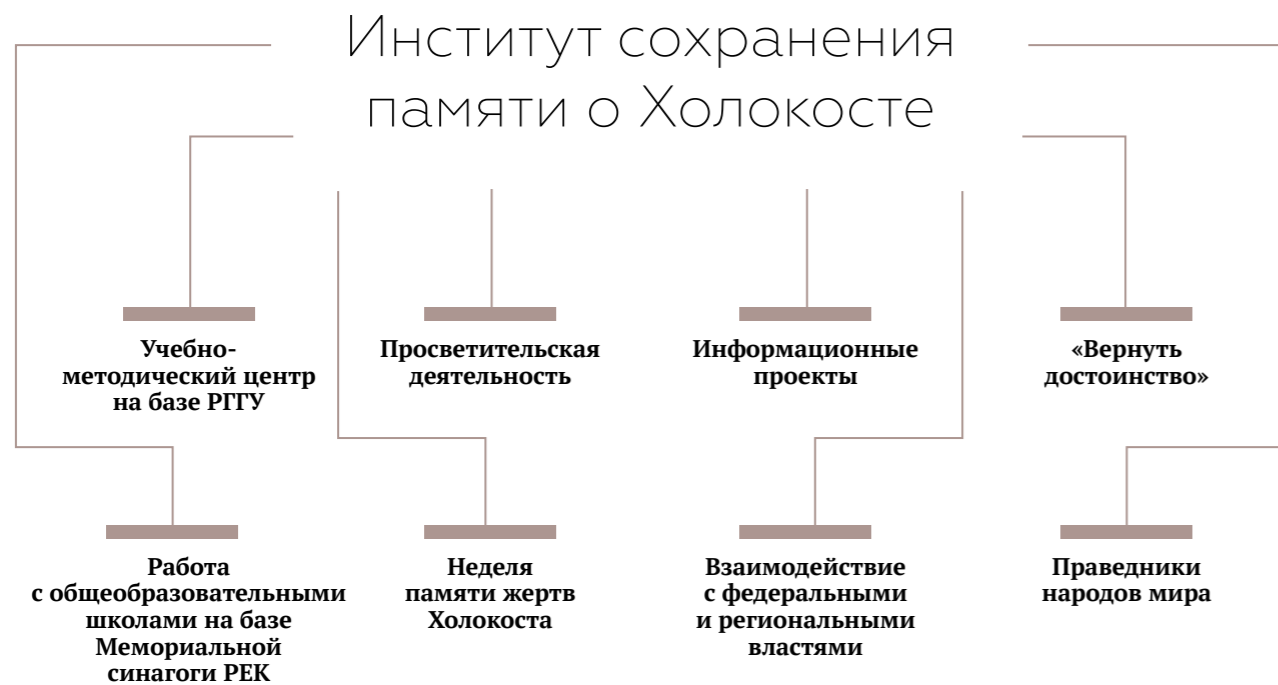 Институт сохранения
памяти о Холокосте
Учебно-
методический центр
на базе РГГУ
Просветительская
деятельность
Информационные
проекты
«Вернуть
достоинство»
Работа
с общеобразовательными
школами на базе
Мемориальной
синагоги РЕК
Неделя
памяти жертв
Холокоста
Взаимодействие
с федеральными
и региональными
властями
Праведники
народов мира